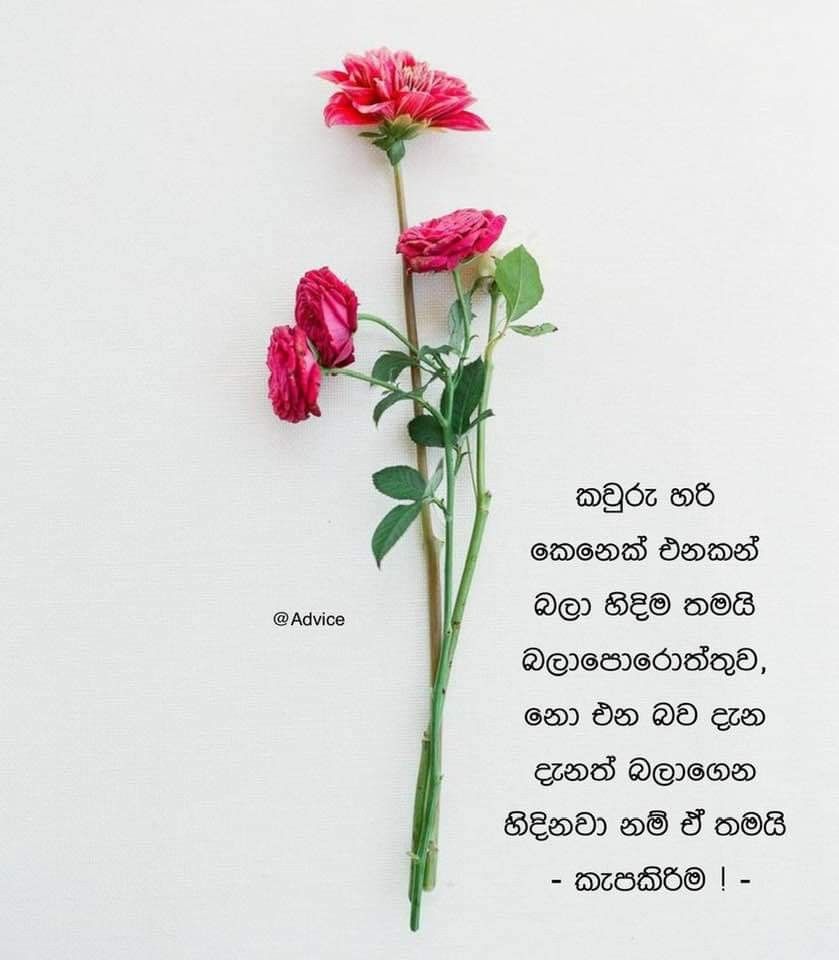 කවුරු හරි
කෙනෙක් එනකන්
බලා හිදිම තමයි
බලාපොරොත්තුව,
නො එන බව දැන
දැනත් බලාගෙන
හිදිනවා නම් ඒ තමයි
- කැපකිරිම ! -
@Advice